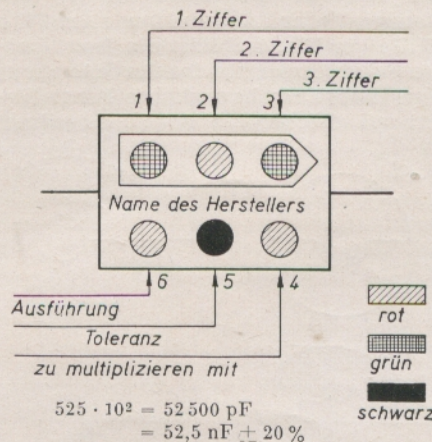 1. Ziffer
2. Ziffer
3. Ziffer
1 2 3
Name des Herstellers
6 5 4
Ausführung
Toleranz
zu multiplizieren mit
rot
grün
schwarz
525 · 10² = 52 500 pF
= 52,5 nF ± 20 %